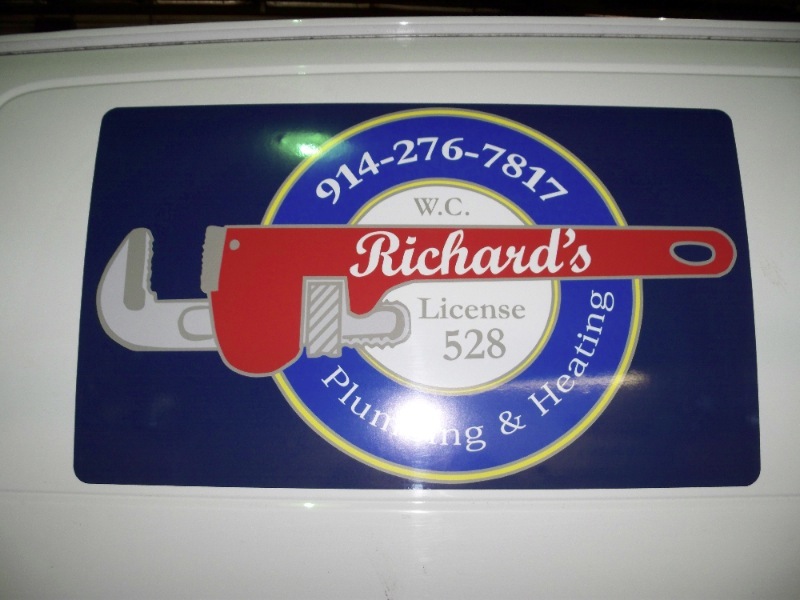 914-276-7817
W.C.
Richard's
License
528
Plumbing & Heating